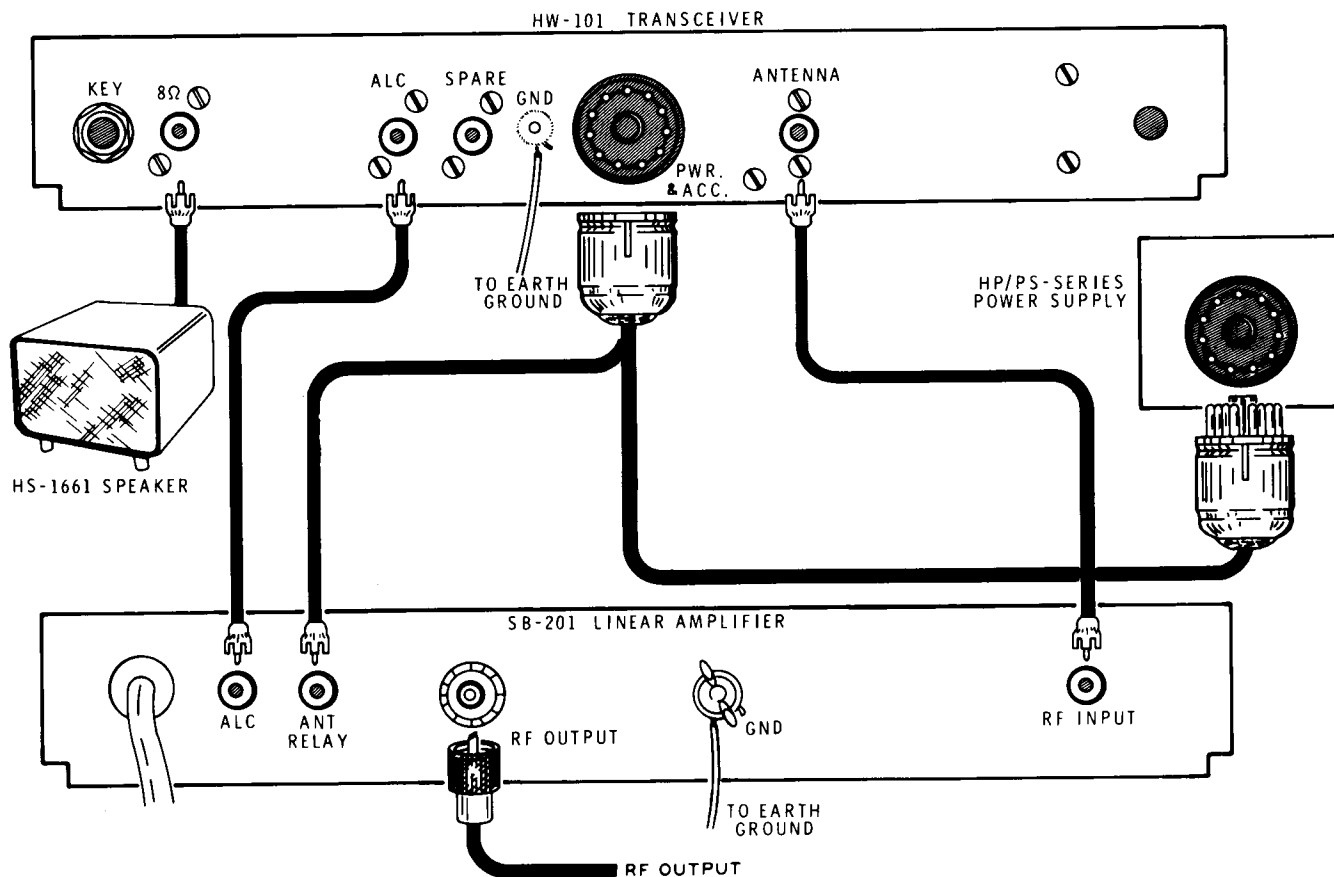 HW-101 TRANSCEIVER
KEY
8Ω
ALC
SPARE
GND
ANTENNA
PWR.
& ACC.
TO EARTH
GROUND
HP/PS-SERIES
POWER SUPPLY
HS-1661 SPEAKER
SB-201 LINEAR AMPLIFIER
ALC
ANT
RELAY
RF OUTPUT
GND
RF INPUT
TO EARTH
GROUND
RF OUTPUT